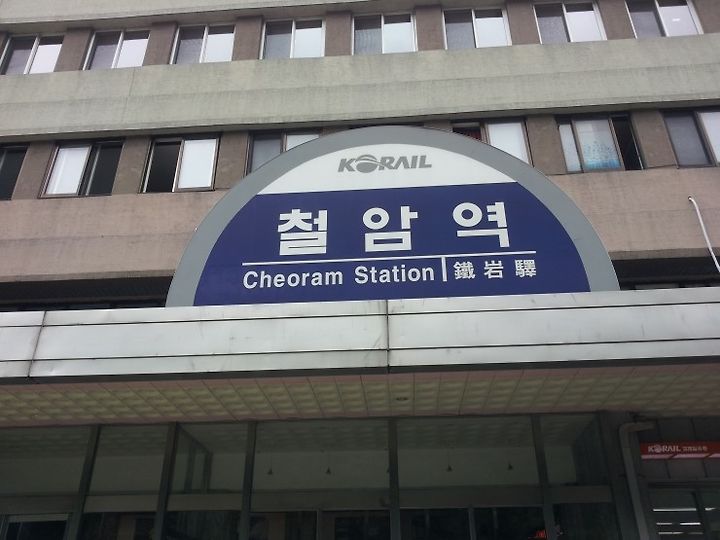 KORAIL
철암역
Cheoram Station 鐵岩驛
KORAIL